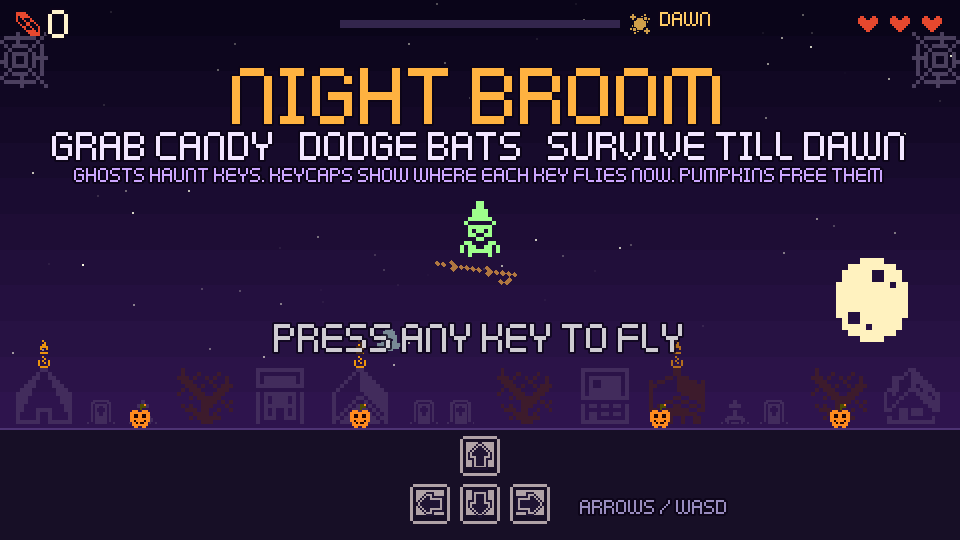 0
DAWN
NIGHT BROOM
GRAB CANDY DODGE BATS SURVIVE TILL DAWN
GHOSTS HAUNT KEYS. KEYCAPS SHOW WHERE EACH KEY FLIES NOW. PUMPKINS FREE THEM
PRESS ANY KEY TO FLY
ARROWS / WASD